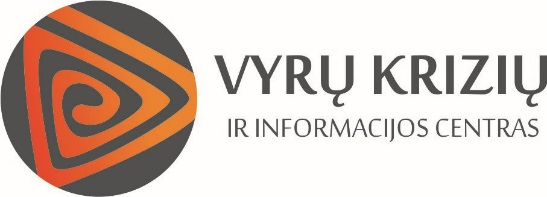 VYRŲ KRIZIŲ
IR INFORMACIJOS CENTRAS